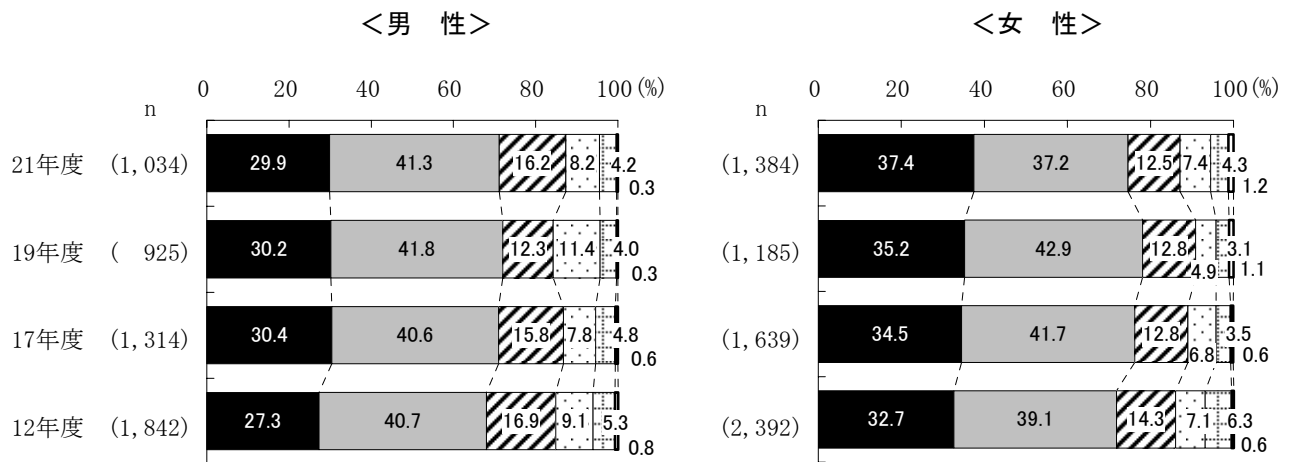 ＜男　性＞
＜女　性＞
0 20 40 60 80 100 (%)
0 20 40 60 80 100 (%)
n
n
21年度 (1,034) 29.9 41.3 16.2 8.2 4.2 0.3
(1,384) 37.4 37.2 12.5 7.4 4.3 1.2
19年度 (　925) 30.2 41.8 12.3 11.4 4.0 0.3
(1,185) 35.2 42.9 12.8 4.9 3.1 1.1
17年度 (1,314) 30.4 40.6 15.8 7.8 4.8 0.6
(1,639) 34.5 41.7 12.8 6.8 3.5 0.6
12年度 (1,842) 27.3 40.7 16.9 9.1 5.3 0.8
(2,392) 32.7 39.1 14.3 7.1 6.3 0.6